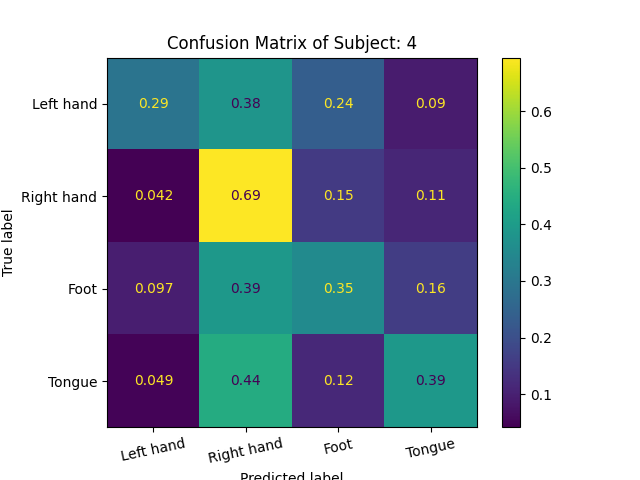 Confusion Matrix of Subject: 4
True label
Left hand 0.29 0.38 0.24 0.09
Right hand 0.042 0.69 0.15 0.11
Foot 0.097 0.39 0.35 0.16
Tongue 0.049 0.44 0.12 0.39
Left hand Right hand Foot Tongue
Predicted label
0.6
0.5
0.4
0.3
0.2
0.1